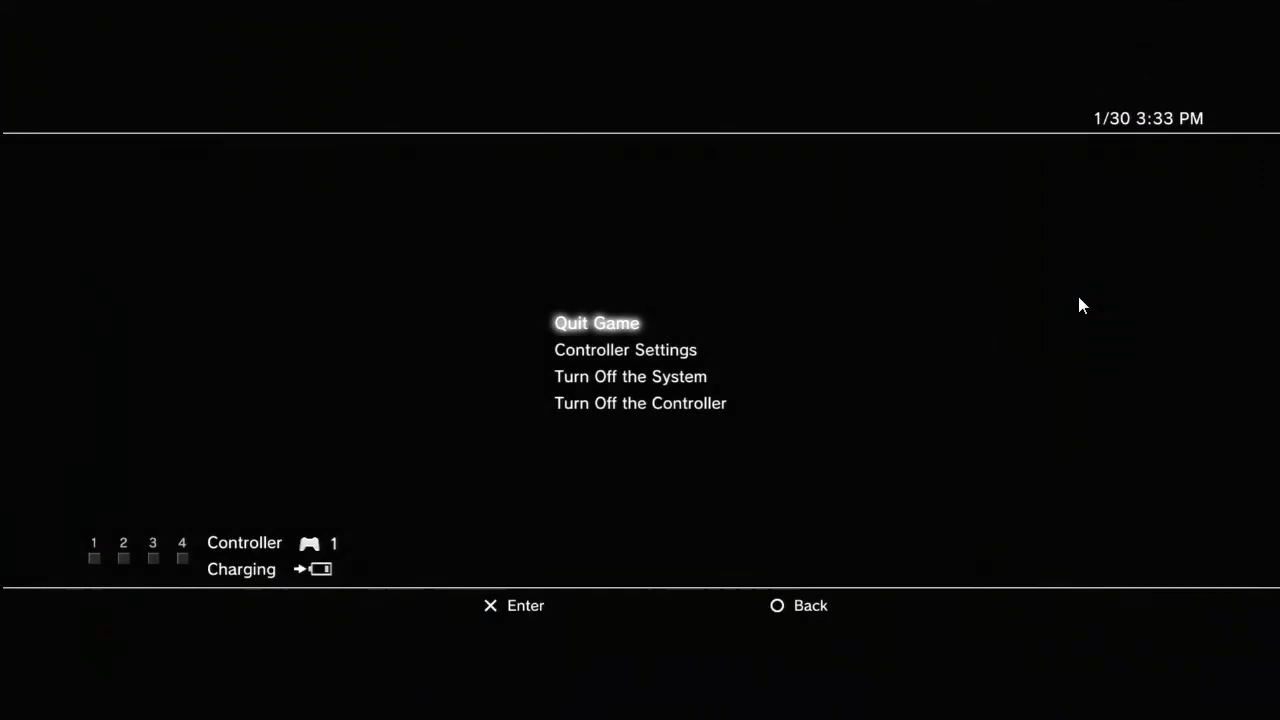 1/30 3:33 PM
Quit Game
Controller Settings
Turn Off the System
Turn Off the Controller
1 2 3 4 Controller 1
Charging
Enter Back